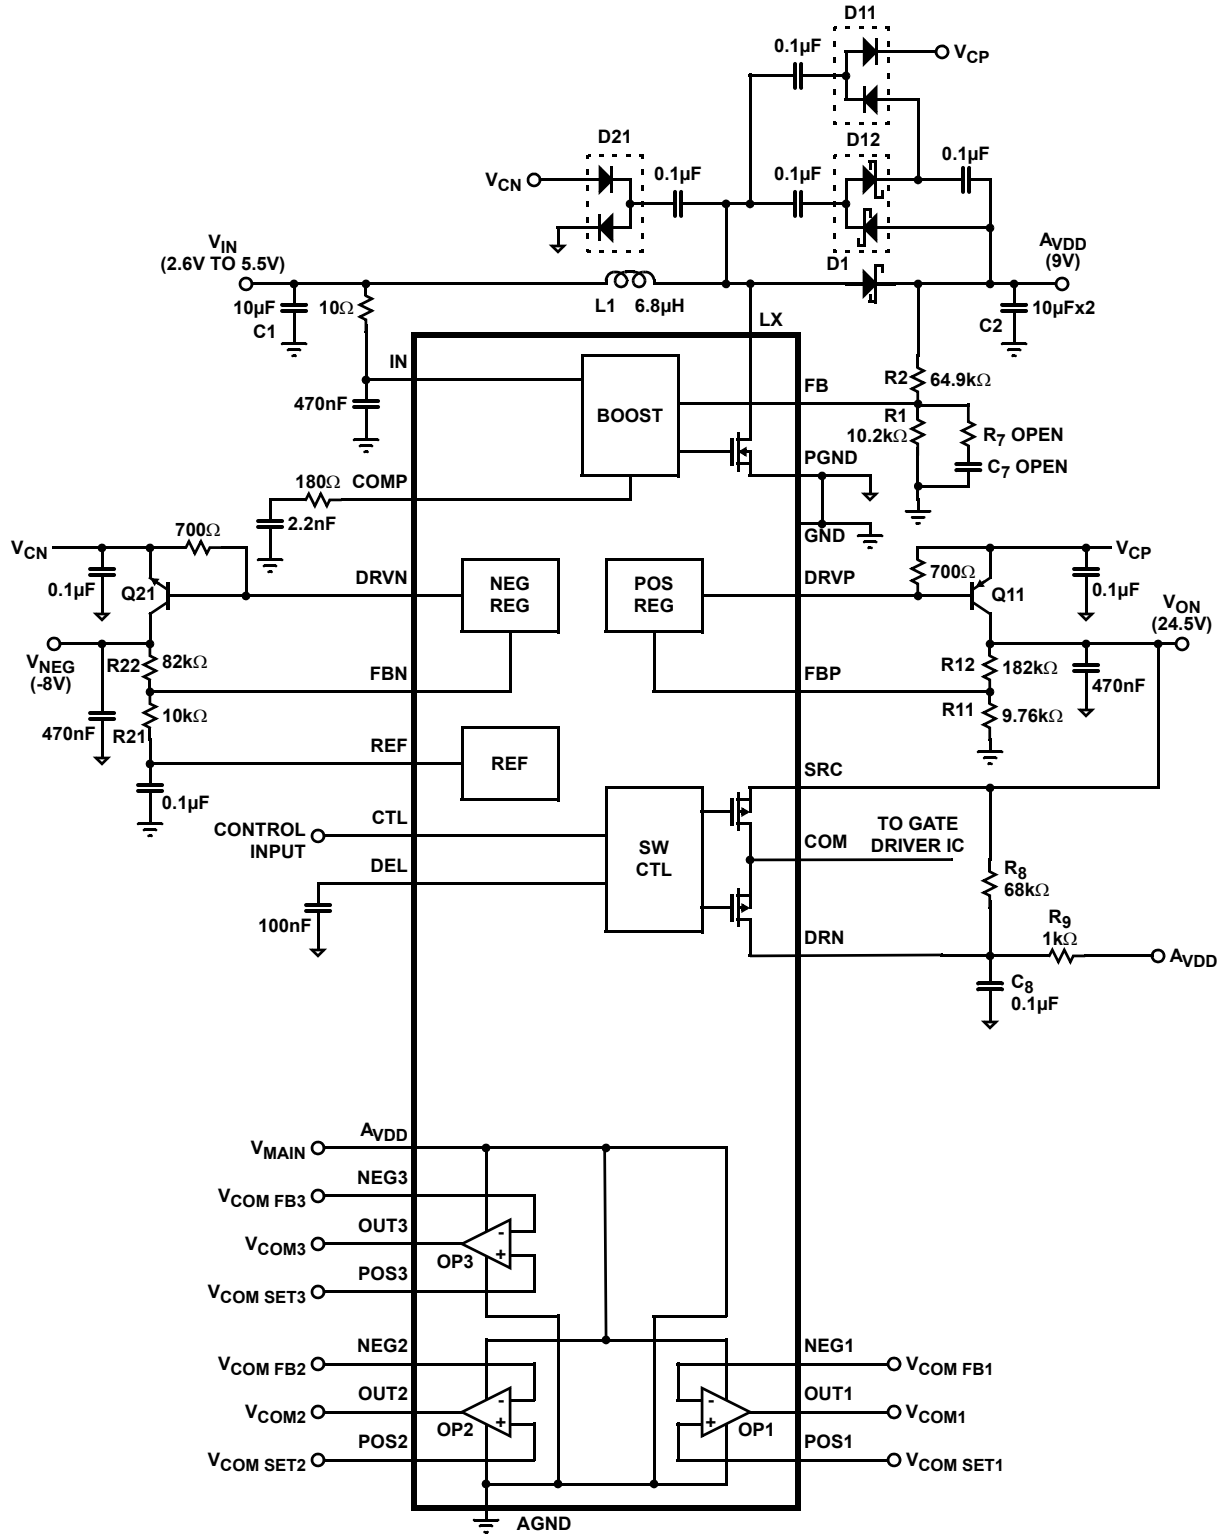 D11
0.1µF
VCP
D21
D12
VCN
0.1µF
0.1µF
0.1µF
VIN
(2.6V TO 5.5V)
D1
AVDD
(9V)
10µF
C1
10Ω
L1 6.8µH
LX
C2
10µFx2
IN
470nF
BOOST
FB
R2
64.9kΩ
R1
10.2kΩ
R7 OPEN
C7 OPEN
PGND
GND
180Ω
COMP
2.2nF
VCN
700Ω
0.1µF
Q21
DRVN
NEG
REG
POS
REG
DRVP
700Ω
Q11
VCP
0.1µF
VON
(24.5V)
VNEG
(-8V)
R22
82kΩ
FBN
FBP
R12
182kΩ
470nF
470nF
R21
10kΩ
R11
9.76kΩ
REF
REF
0.1µF
SRC
CONTROL
INPUT
CTL
SW
CTL
COM
TO GATE
DRIVER IC
DEL
100nF
R8
68kΩ
DRN
R9
1kΩ
AVDD
C8
0.1µF
AVDD
VMAIN
NEG3
VCOM FB3
OUT3
VCOM3
-
+
OP3
POS3
VCOM SET3
NEG2
VCOM FB2
OUT2
VCOM2
-
+
OP2
POS2
VCOM SET2
NEG1
VCOM FB1
OUT1
VCOM1
-
+
OP1
POS1
VCOM SET1
AGND